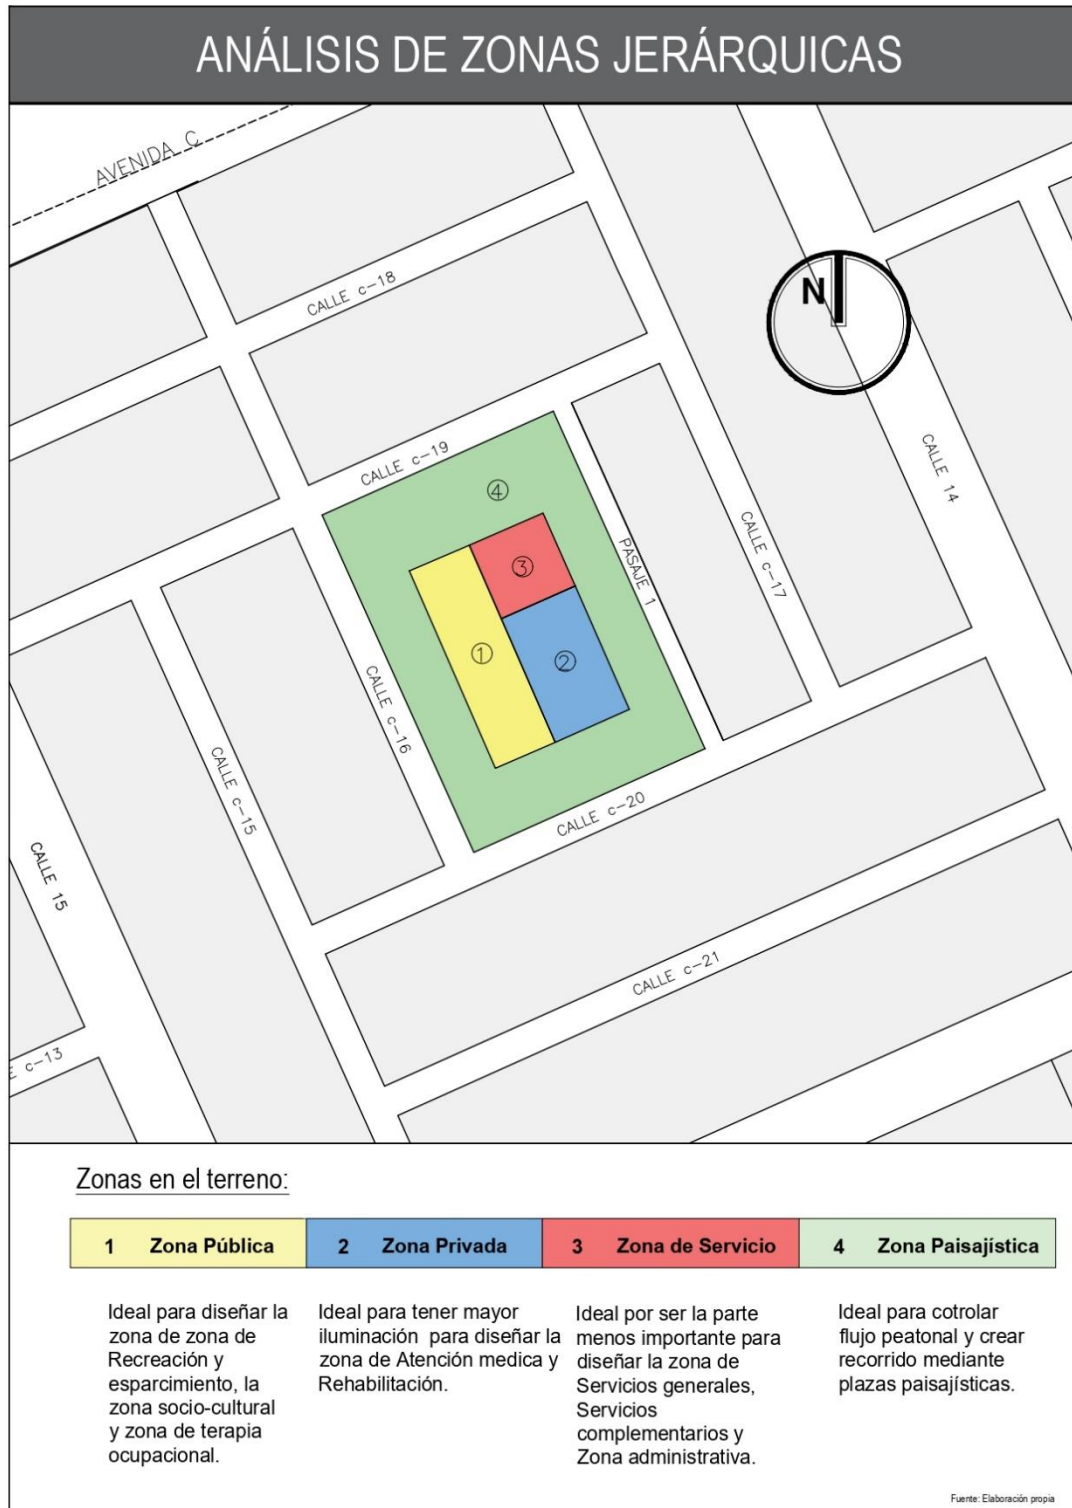 ANÁLISIS DE ZONAS JERÁRQUICAS
AVENIDA C
CALLE c-18
N
CALLE c-19
CALLE 14
④
③
PASAJE 1
CALLE c-17
①
②
CALLE c-16
CALLE c-15
CALLE c-20
CALLE 15
CALLE c-21
E c-13
Zonas en el terreno:
1 Zona Pública
2 Zona Privada
3 Zona de Servicio
4 Zona Paisajística
Ideal para diseñar la
zona de zona de
Recreación y
esparcimiento, la
zona socio-cultural
y zona de terapia
ocupacional.
Ideal para tener mayor
iluminación para diseñar la
zona de Atención medica y
Rehabilitación.
Ideal por ser la parte
menos importante para
diseñar la zona de
Servicios generales,
Servicios
complementarios y
Zona administrativa.
Ideal para cotrolar
flujo peatonal y crear
recorrido mediante
plazas paisajísticas.
Fuente: Elaboración propia